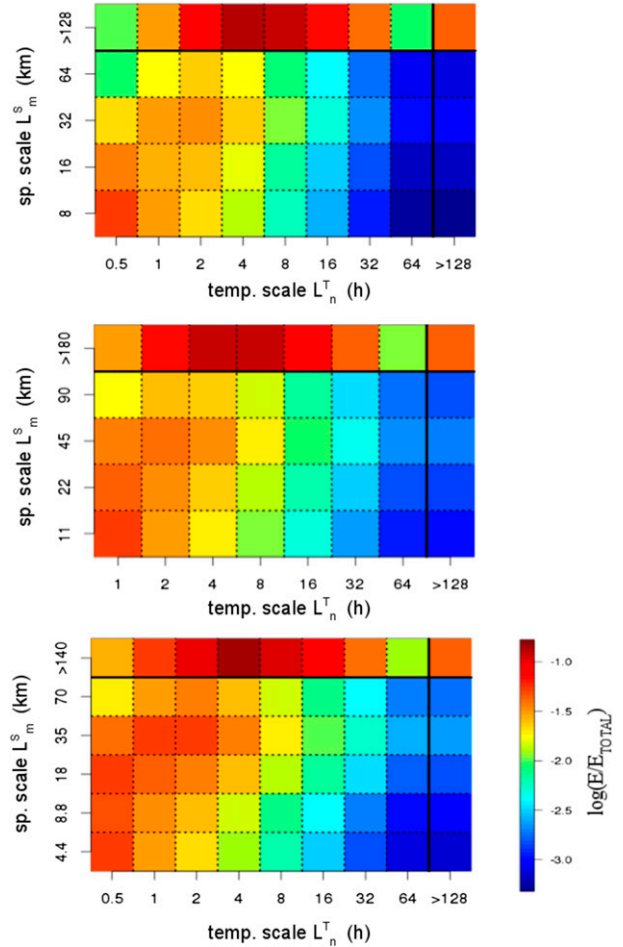 sp. scale L^S_m (km)
>128
64
32
16
8
0.5 1 2 4 8 16 32 64 >128
temp. scale L^T_n (h)
sp. scale L^S_m (km)
>180
90
45
22
11
1 2 4 8 16 32 64 >128
temp. scale L^T_n (h)
sp. scale L^S_m (km)
>140
70
35
18
8.8
4.4
0.5 1 2 4 8 16 32 64 >128
temp. scale L^T_n (h)
-1.0
-1.5
-2.0
-2.5
-3.0
log(E/E_TOTAL)